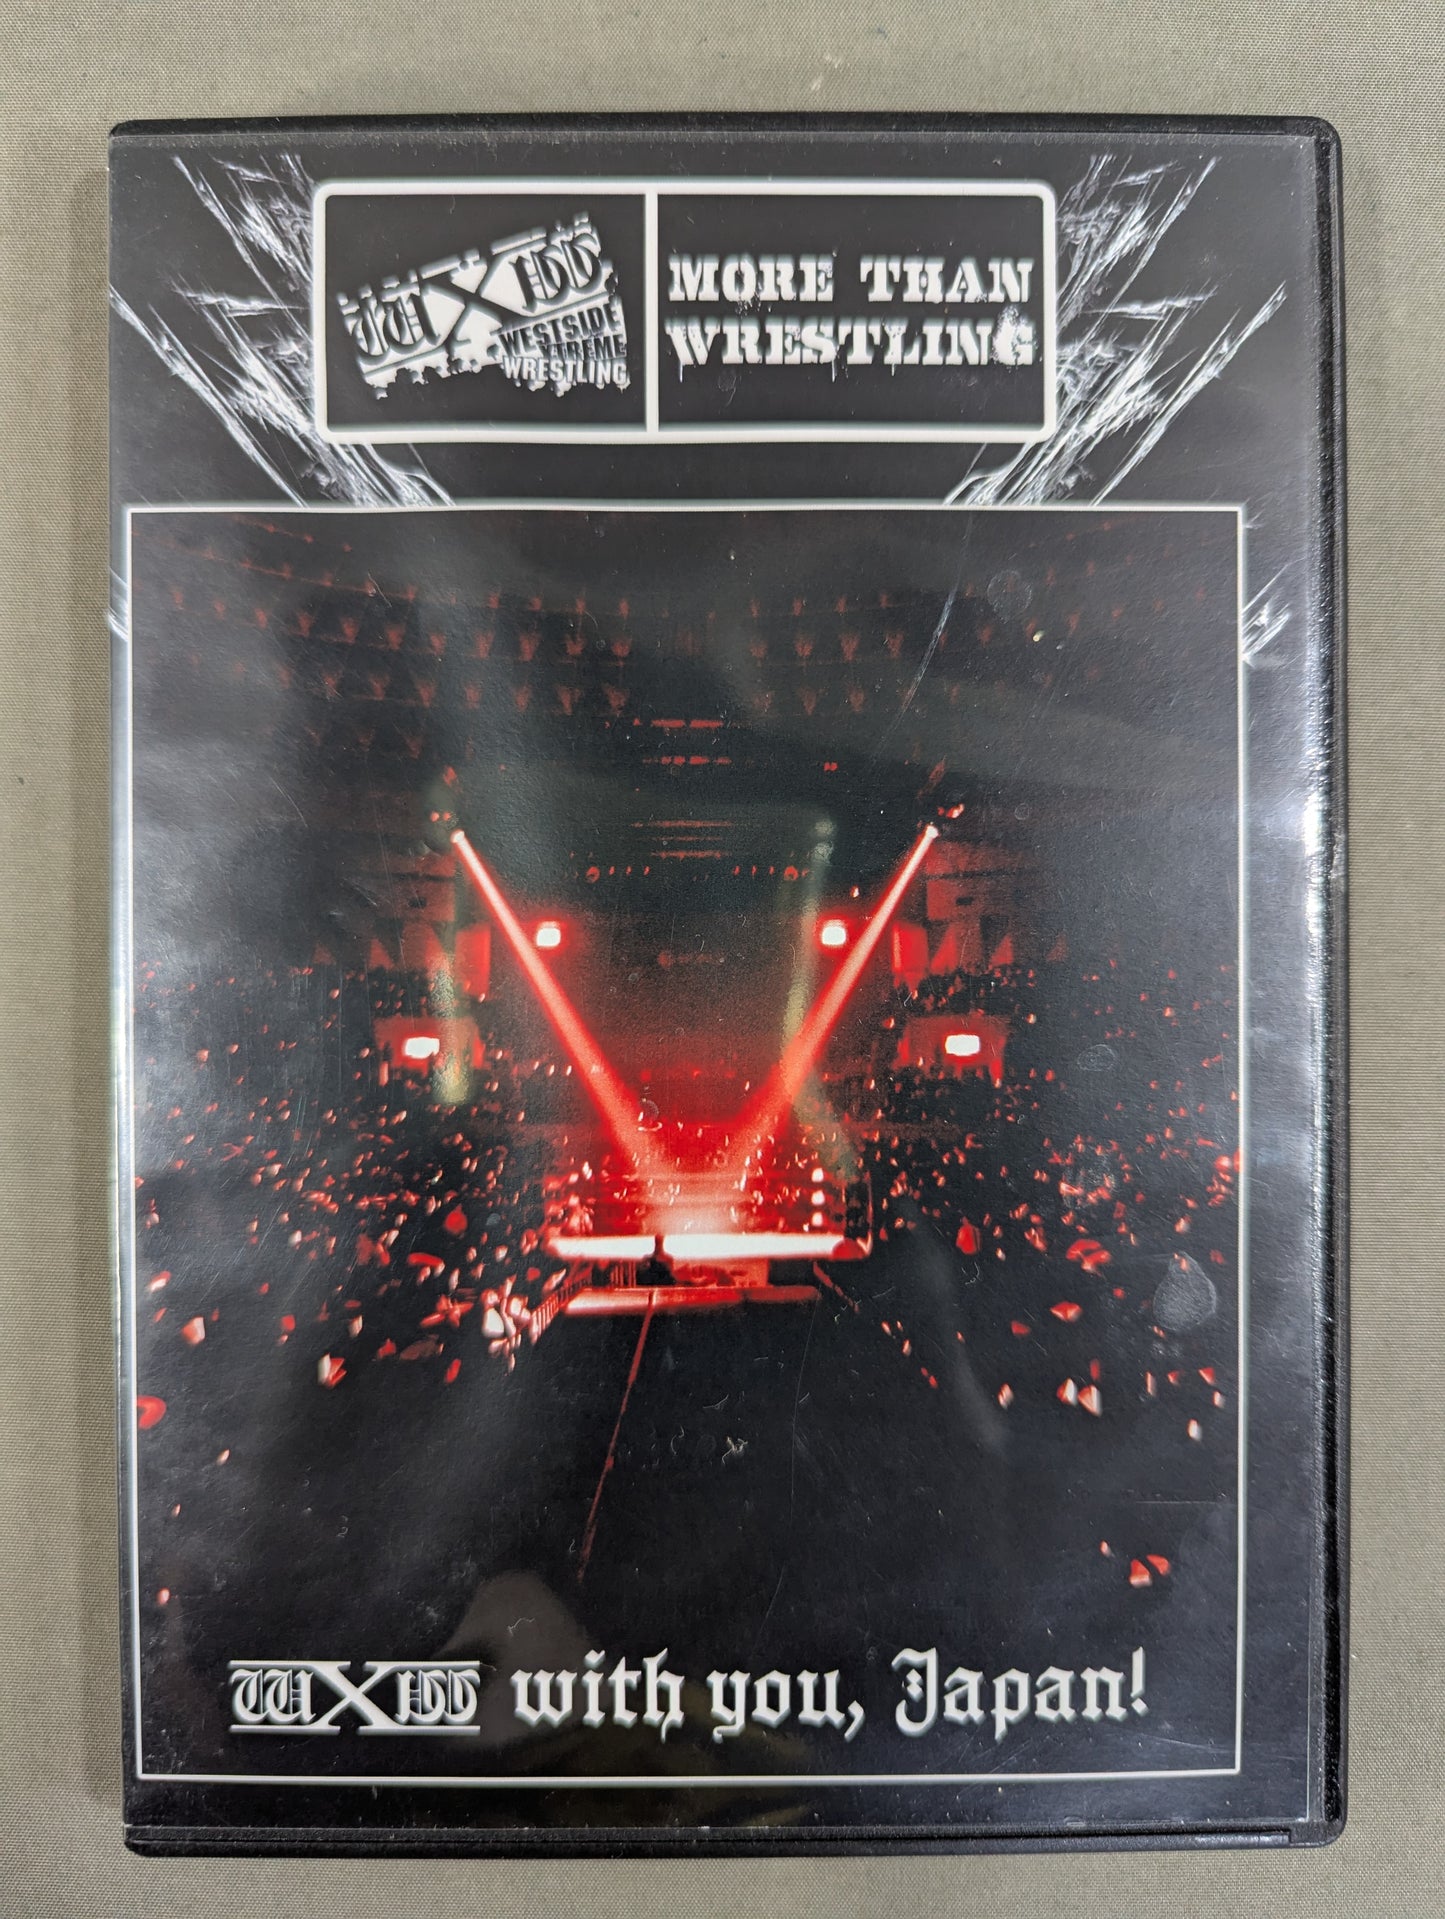 wXw
WESTSIDE
XTREME
WRESTLING
MORE THAN
WRESTLING
wXw with you, Japan!